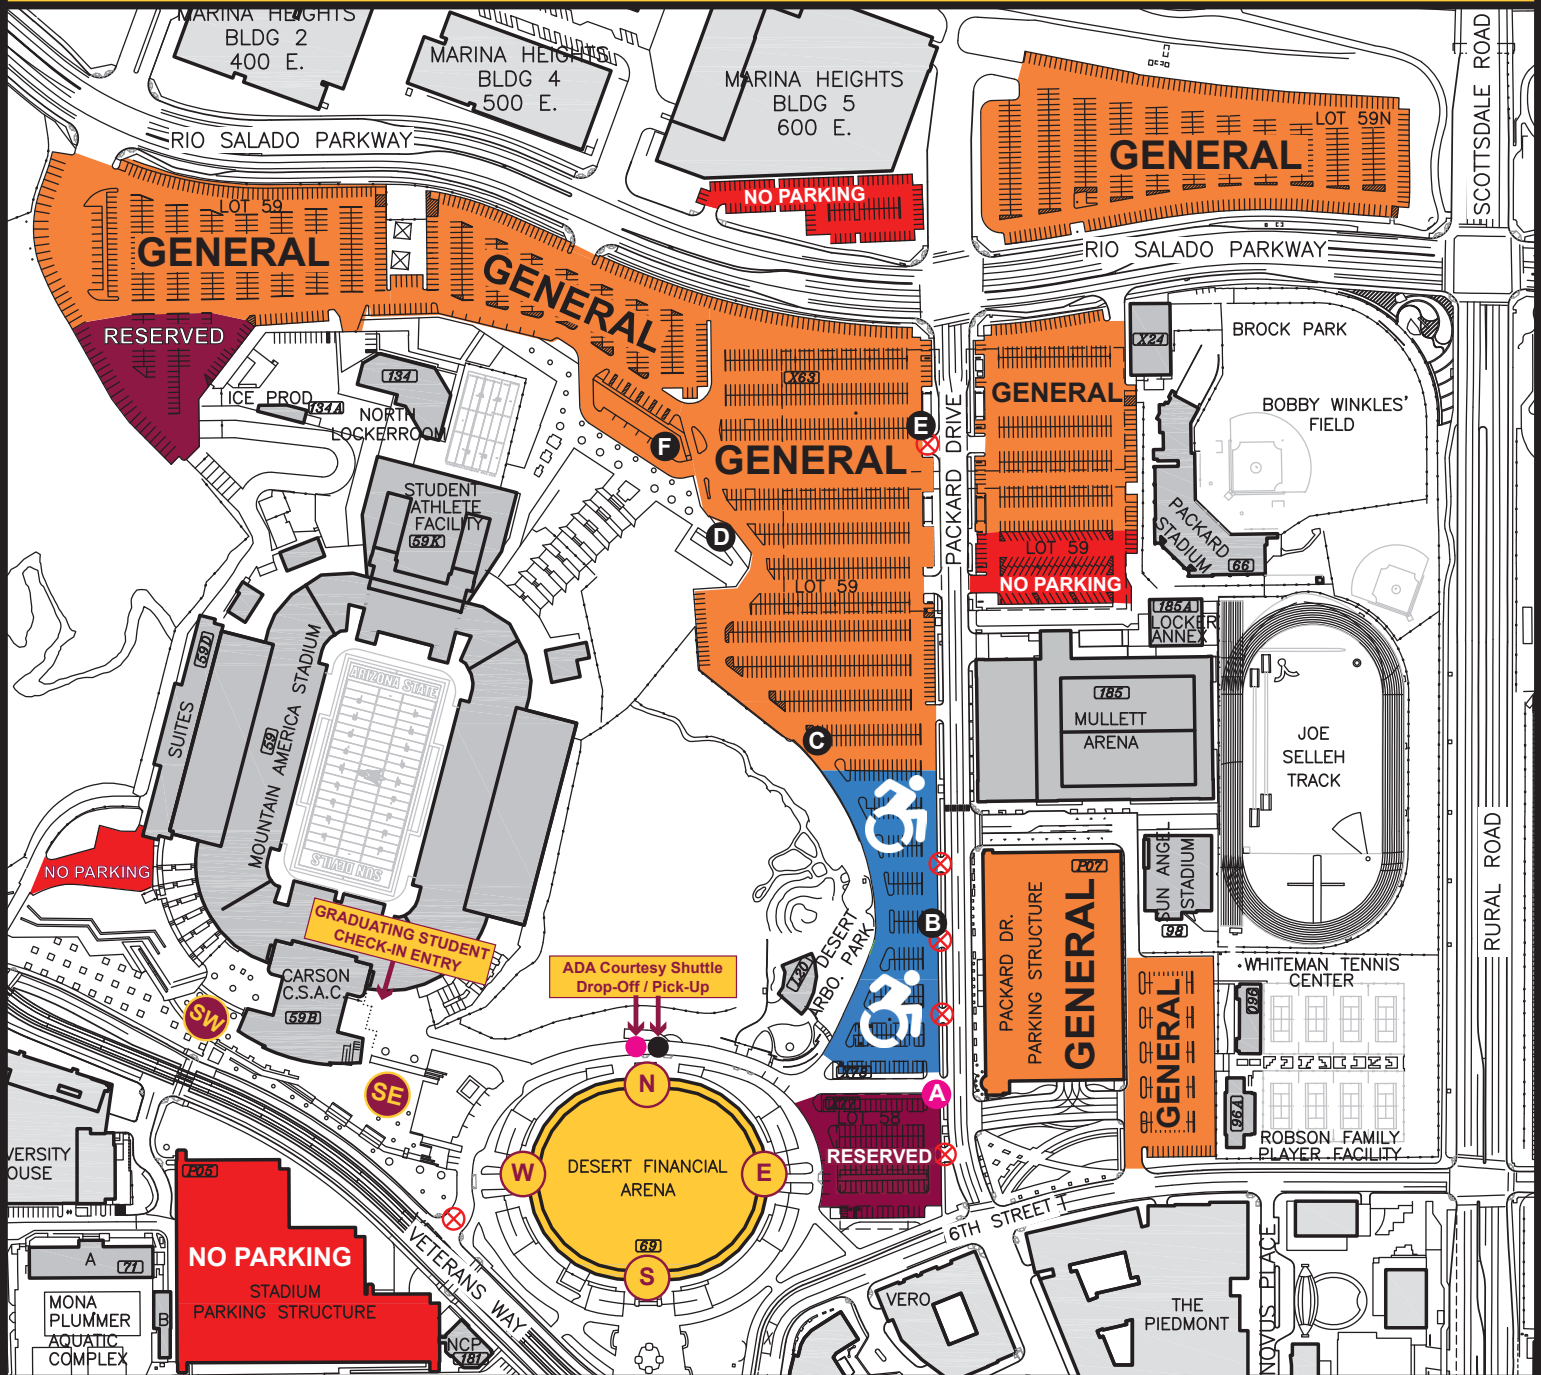 MARINA HEIGHTS
BLDG 2
400 E.
MARINA HEIGHTS
BLDG 4
500 E.
MARINA HEIGHTS
BLDG 5
600 E.
SCOTTSDALE ROAD
LOT 59N
GENERAL
RIO SALADO PARKWAY
NO PARKING
LOT 59
GENERAL
GENERAL
RIO SALADO PARKWAY
RESERVED
X24
BROCK PARK
134
X63
GENERAL
ICE PROD
134A
NORTH
LOCKERROOM
PACKARD DRIVE
BOBBY WINKLES'
FIELD
E
F
GENERAL
STUDENT
ATHLETE
FACILITY
59K
D
PACKARD
STADIUM
66
LOT 59
NO PARKING
LOT 59
185A
LOCKER
ANNEX
59D
SUITES
59
MOUNTAIN AMERICA STADIUM
ARIZONA STATE
SUN DEVILS
185
MULLETT
ARENA
C
JOE
SELLEH
TRACK
RURAL ROAD
NO PARKING
P07
PACKARD DR.
PARKING STRUCTURE
GENERAL
SUN ANGEL
STADIUM
98
GRADUATING STUDENT
CHECK-IN ENTRY
B
DESERT
ARBO. PARK
120
ADA Courtesy Shuttle
Drop-Off / Pick-Up
CARSON
C.S.A.C.
59B
WHITEMAN TENNIS
CENTER
GENERAL
096
SW
SE
N
X75
A
LOT 58
RESERVED
96A
ROBSON FAMILY
PLAYER FACILITY
VERSITY
OUSE
P05
W
DESERT FINANCIAL
ARENA
E
69
S
6TH STREET
VETERANS WAY
NO PARKING
STADIUM
PARKING STRUCTURE
A
71
MONA
PLUMMER
AQUATIC
COMPLEX
B
NCP
181
VERO
THE
PIEDMONT
NOVUS PLACE